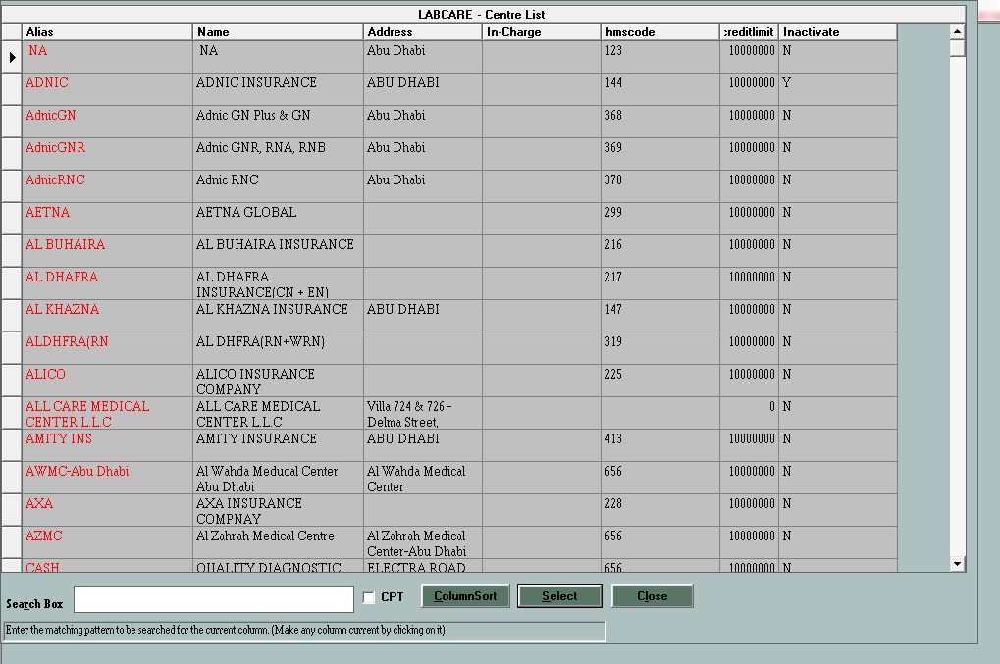 LABCARE - Centre List
Alias Name Address In-Charge hmscode :reditlimit Inactivate
NA NA Abu Dhabi 123 10000000 N
ADNIC ADNIC INSURANCE ABU DHABI 144 10000000 Y
AdnicGN Adnic GN Plus & GN Abu Dhabi 368 10000000 N
AdnicGNR Adnic GNR, RNA, RNB Abu Dhabi 369 10000000 N
AdnicRNC Adnic RNC Abu Dhabi 370 10000000 N
AETNA AETNA GLOBAL 299 10000000 N
AL BUHAIRA AL BUHAIRA INSURANCE 216 10000000 N
AL DHAFRA AL DHAFRA 217 10000000 N
INSURANCE(CN + EN)
AL KHAZNA AL KHAZNA INSURANCE ABU DHABI 147 10000000 N
ALDHFRA(RN AL DHFRA(RN+WRN) 319 10000000 N
ALICO ALICO INSURANCE 225 10000000 N
COMPANY
ALL CARE MEDICAL ALL CARE MEDICAL Villa 724 & 726 - 0 N
CENTER L.L.C CENTER L.L.C Delma Street,
AMITY INS AMITY INSURANCE ABU DHABI 413 10000000 N
AWMC-Abu Dhabi Al Wahda Meducal Center Al Wahda Medical 656 10000000 N
Abu Dhabi Center
AXA AXA INSURANCE 228 10000000 N
COMPNAY
AZMC Al Zahrah Medical Centre Al Zahrah Medical 656 10000000 N
Center-Abu Dhabi
CASH QUALITY DIAGNOSTIC ELECTRA ROAD 656 10000000 N
Search Box CPT ColumnSort Select Close
Enter the matching pattern to be searched for the current column. (Make any column current by clicking on it)